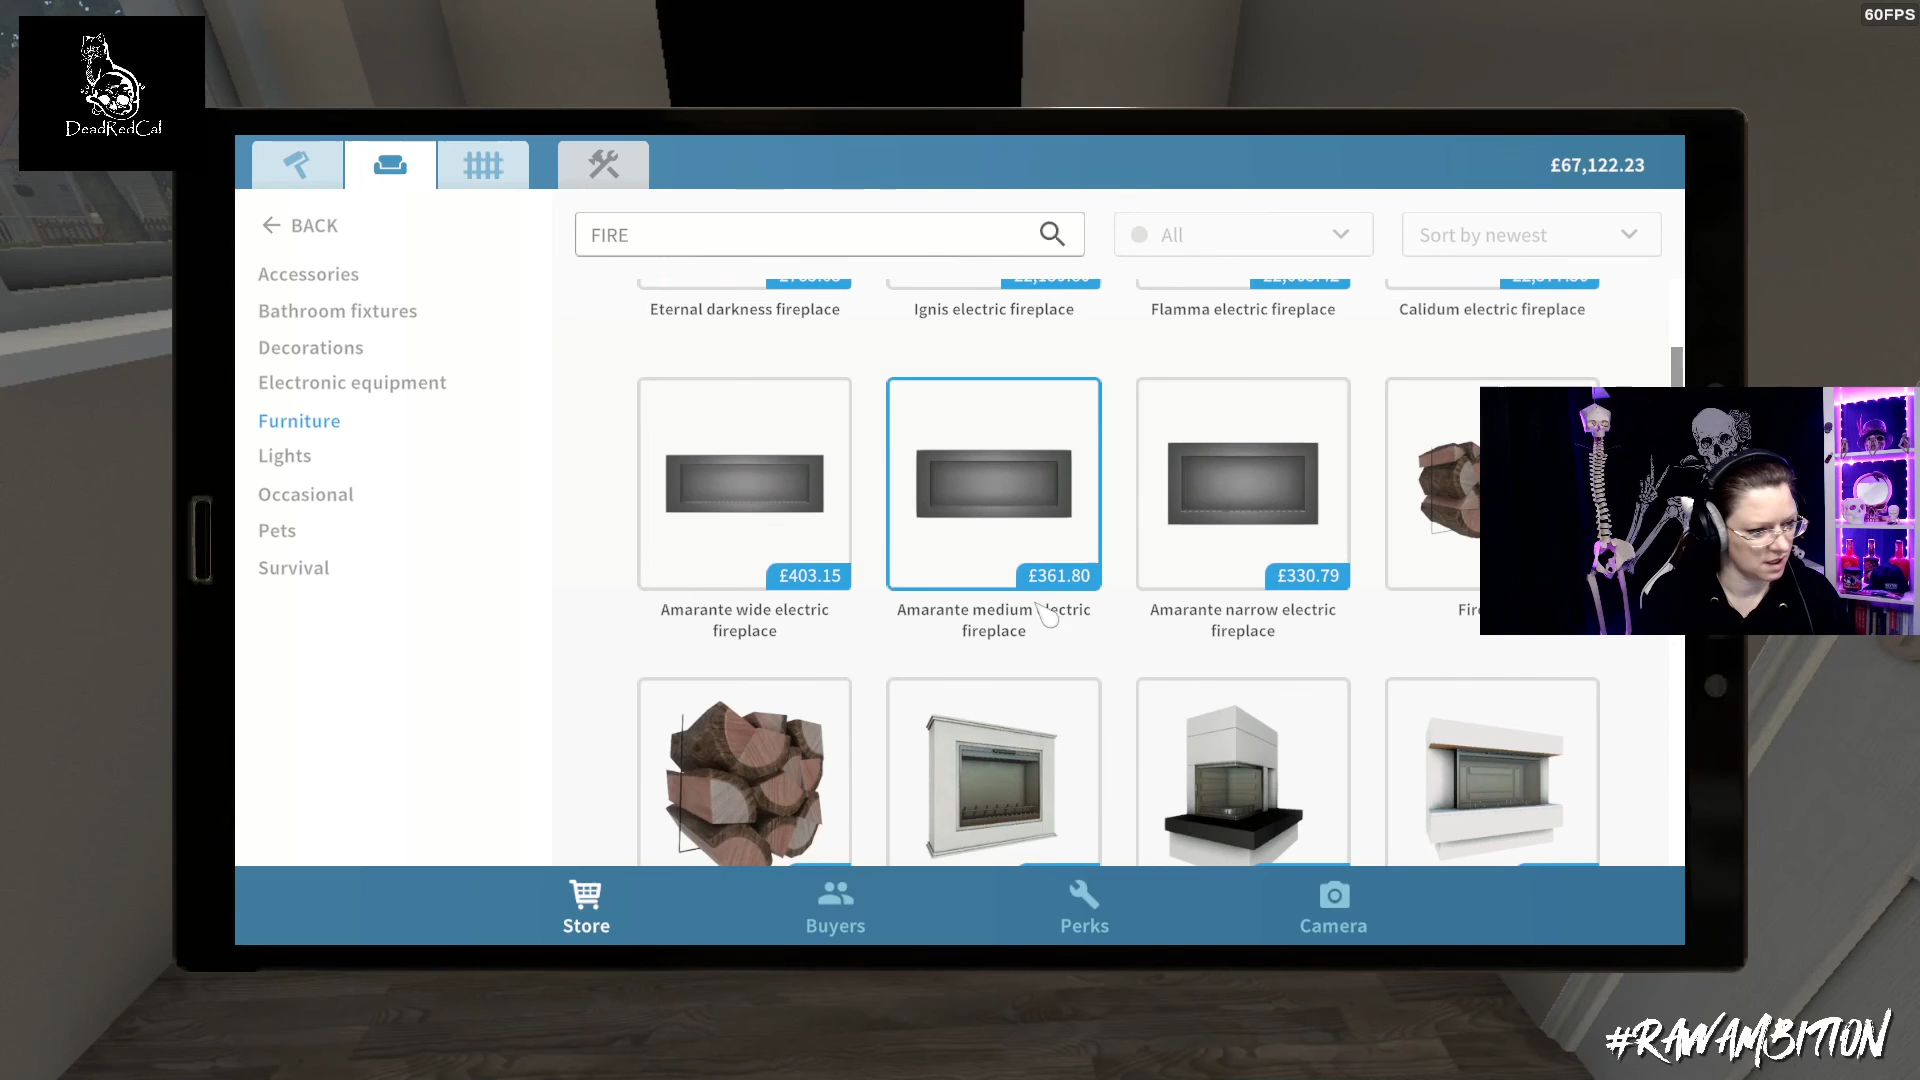 60FPS
DeadRedCal
£67,122.23
BACK
FIRE
All
Sort by newest
Accessories
Bathroom fixtures
Decorations
Electronic equipment
Furniture
Lights
Occasional
Pets
Survival
Eternal darkness fireplace
Ignis electric fireplace
Flamma electric fireplace
Calidum electric fireplace
£403.15
£361.80
£330.79
Amarante wide electric
fireplace
Amarante medium electric
fireplace
Amarante narrow electric
fireplace
Store
Buyers
Perks
Camera
#RAWAMBITION